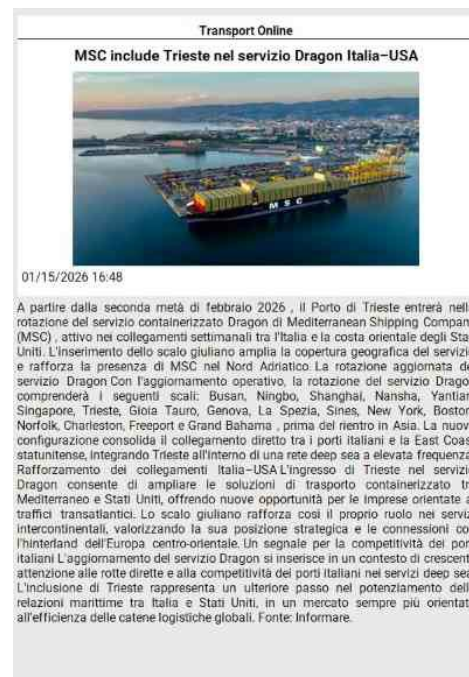 Transport Online
MSC include Trieste nel servizio Dragon Italia–USA
M S C
01/15/2026 16:48
A partire dalla seconda metà di febbraio 2026 , il Porto di Trieste entrerà nell
rotazione del servizio containerizzato Dragon di Mediterranean Shipping Compan
(MSC) , attivo nei collegamenti settimanali tra l'Italia e la costa orientale degli Sta
Uniti. L'inserimento dello scalo giuliano amplia la copertura geografica del servizi
e rafforza la presenza di MSC nel Nord Adriatico. La rotazione aggiornata de
servizio Dragon Con l'aggiornamento operativo, la rotazione del servizio Drago
comprenderà i seguenti scali: Busan, Ningbo, Shanghai, Nansha, Yantian
Singapore, Trieste, Gioia Tauro, Genova, La Spezia, Sines, New York, Boston
Norfolk, Charleston, Freeport e Grand Bahama , prima del rientro in Asia. La nuov
configurazione consolida il collegamento diretto tra i porti italiani e la East Coas
statunitense, integrando Trieste all'interno di una rete deep sea a elevata frequenza
Rafforzamento dei collegamenti Italia–USA L'ingresso di Trieste nel servizi
Dragon consente di ampliare le soluzioni di trasporto containerizzato tr
Mediterraneo e Stati Uniti, offrendo nuove opportunità per le imprese orientate a
traffici transatlantici. Lo scalo giuliano rafforza così il proprio ruolo nei serviz
intercontinentali, valorizzando la sua posizione strategica e le connessioni co
l'hinterland dell'Europa centro-orientale. Un segnale per la competitività dei por
italiani L'aggiornamento del servizio Dragon si inserisce in un contesto di crescent
attenzione alle rotte dirette e alla competitività dei porti italiani nei servizi deep sea
L'inclusione di Trieste rappresenta un ulteriore passo nel potenziamento dell
relazioni marittime tra Italia e Stati Uniti, in un mercato sempre più orientat
all'efficienza delle catene logistiche globali. Fonte: Informare.